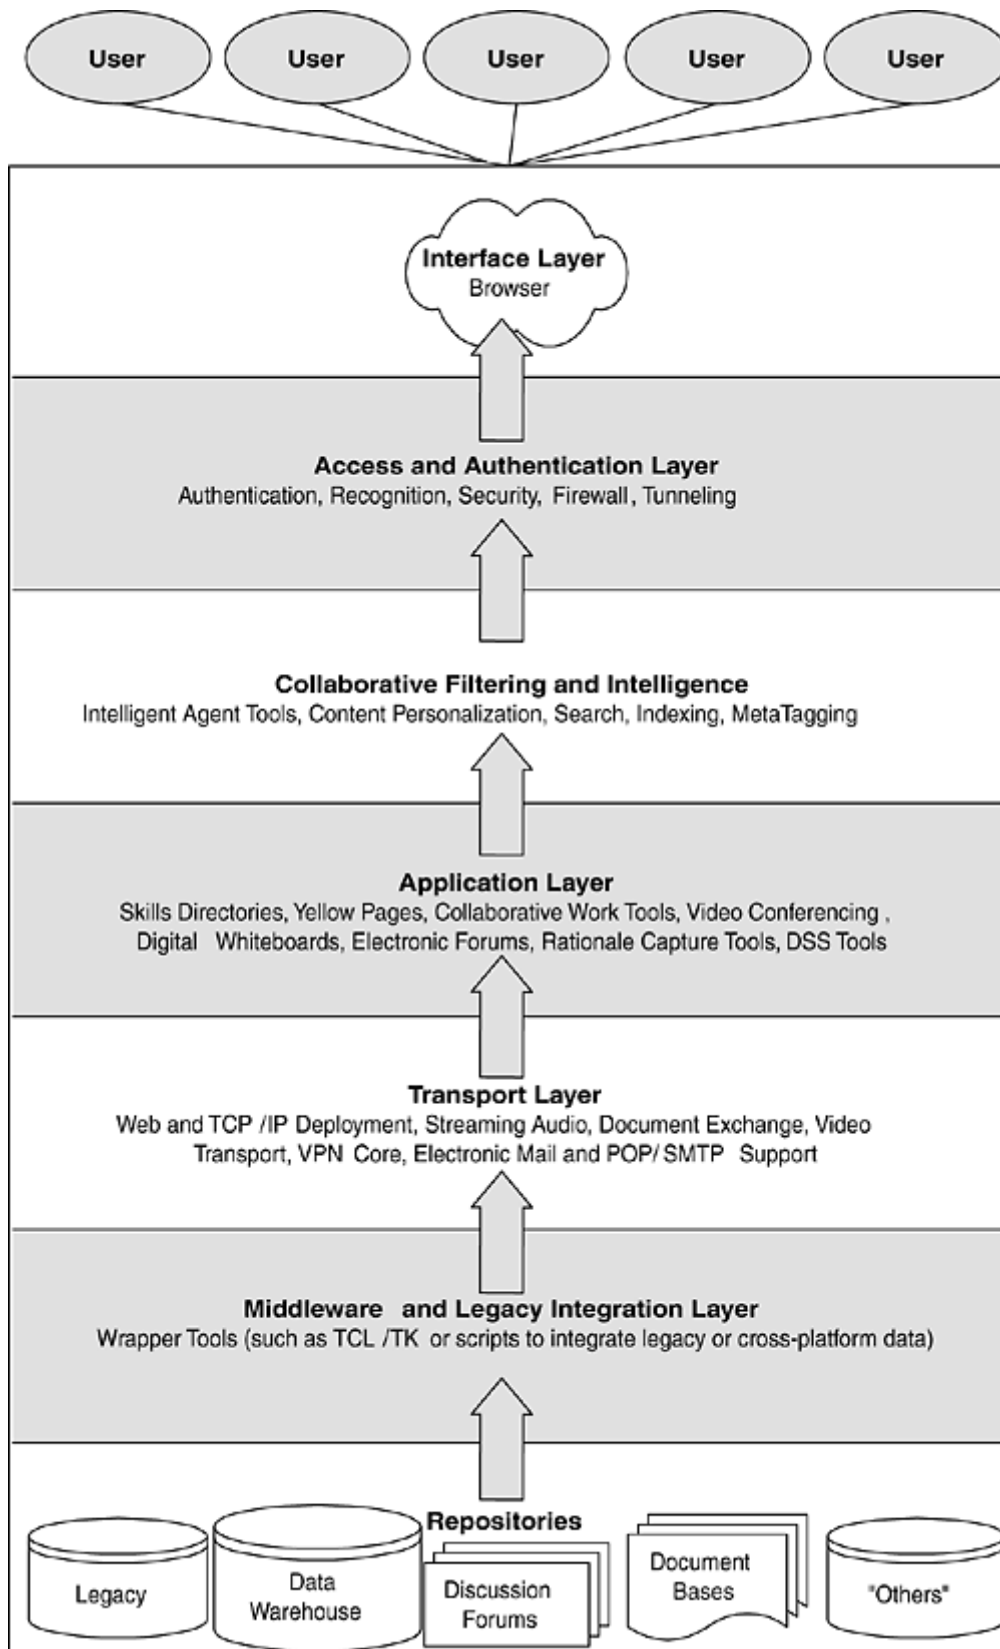 User User User User User
Interface Layer
Browser
Access and Authentication Layer
Authentication, Recognition, Security, Firewall, Tunneling
Collaborative Filtering and Intelligence
Intelligent Agent Tools, Content Personalization, Search, Indexing, MetaTagging
Application Layer
Skills Directories, Yellow Pages, Collaborative Work Tools, Video Conferencing ,
Digital Whiteboards, Electronic Forums, Rationale Capture Tools, DSS Tools
Transport Layer
Web and TCP /IP Deployment, Streaming Audio, Document Exchange, Video
Transport, VPN Core, Electronic Mail and POP/ SMTP Support
Middleware and Legacy Integration Layer
Wrapper Tools (such as TCL /TK or scripts to integrate legacy or cross-platform data)
Repositories
Legacy
Data
Warehouse
Discussion
Forums
Document
Bases
"Others"